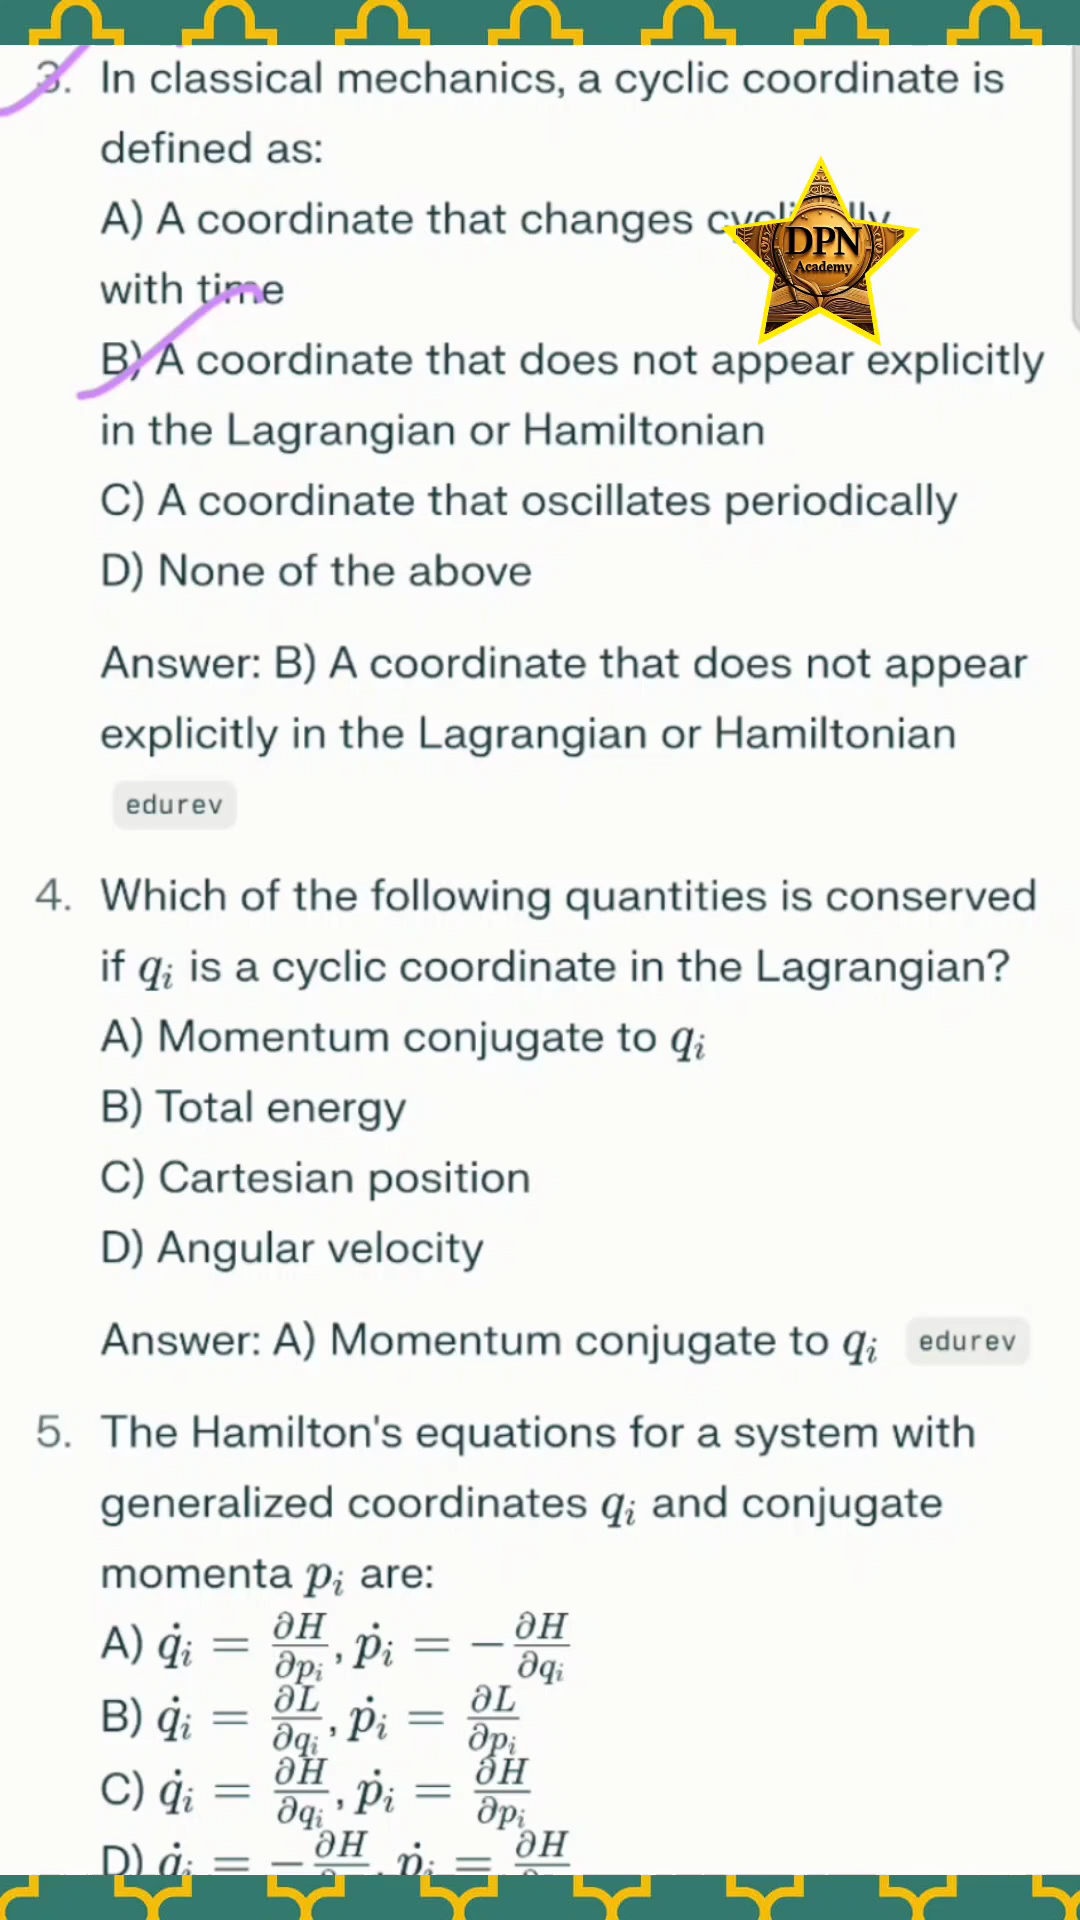 3. In classical mechanics, a cyclic coordinate is
defined as:
A) A coordinate that changes
with time
B) A coordinate that does not appear explicitly
in the Lagrangian or Hamiltonian
C) A coordinate that oscillates periodically
D) None of the above
DPN
Academy
Answer: B) A coordinate that does not appear
explicitly in the Lagrangian or Hamiltonian
edurev
4. Which of the following quantities is conserved
if qᵢ is a cyclic coordinate in the Lagrangian?
A) Momentum conjugate to qᵢ
B) Total energy
C) Cartesian position
D) Angular velocity
Answer: A) Momentum conjugate to qᵢ edurev
5. The Hamilton's equations for a system with
generalized coordinates qᵢ and conjugate
momenta pᵢ are:
A) q̇ᵢ = ∂H/∂pᵢ, ṗᵢ = −∂H/∂qᵢ
B) q̇ᵢ = ∂L/∂qᵢ, ṗᵢ = ∂L/∂pᵢ
C) q̇ᵢ = ∂H/∂qᵢ, ṗᵢ = ∂H/∂pᵢ
D) q̇ᵢ = −∂H, ṗᵢ = ∂H